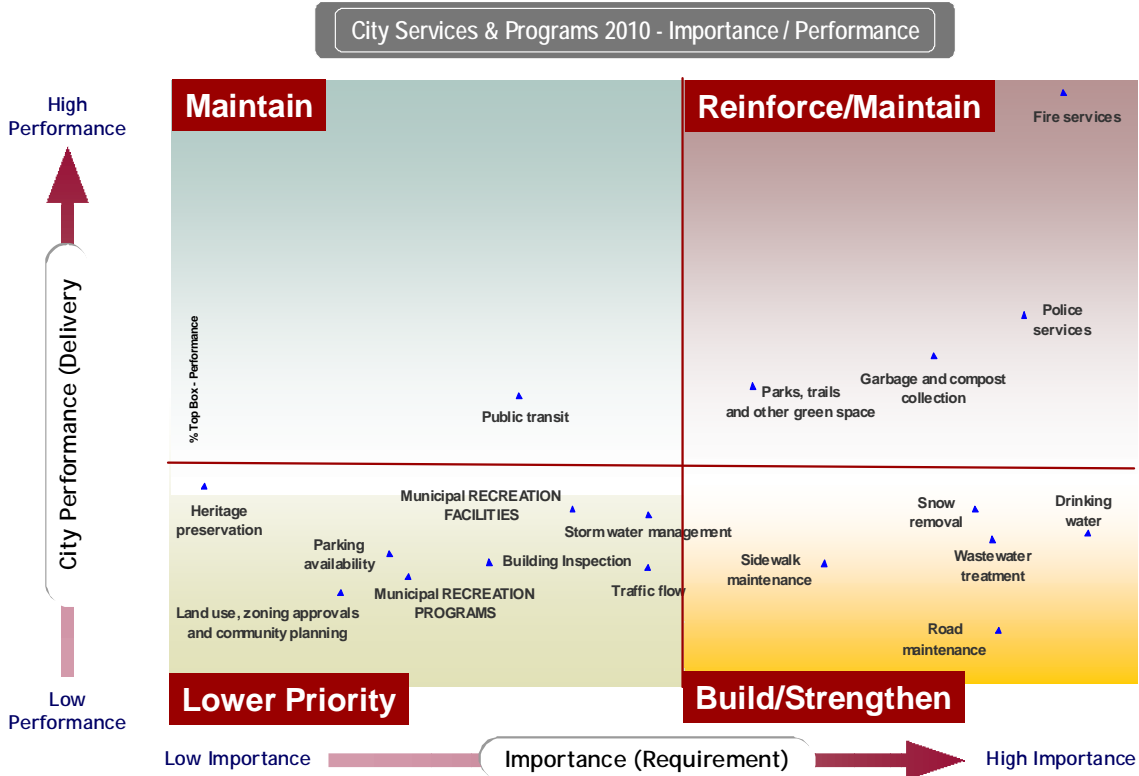 City Services & Programs 2010 - Importance / Performance
High
Performance
Maintain
Reinforce/Maintain
Fire services
City Performance (Delivery
% Top Box - Performance
Police
services
Garbage and compost
collection
Parks, trails
and other green space
Public transit
Heritage
preservation
Municipal RECREATION
FACILITIES
Storm water management
Snow
removal
Drinking
water
Parking
availability
Building Inspection
Sidewalk
maintenance
Wastewater
treatment
Municipal RECREATION
PROGRAMS
Traffic flow
Land use, zoning approvals
and community planning
Road
maintenance
Low
Performance
Lower Priority
Build/Strengthen
Low Importance
Importance (Requirement)
High Importance